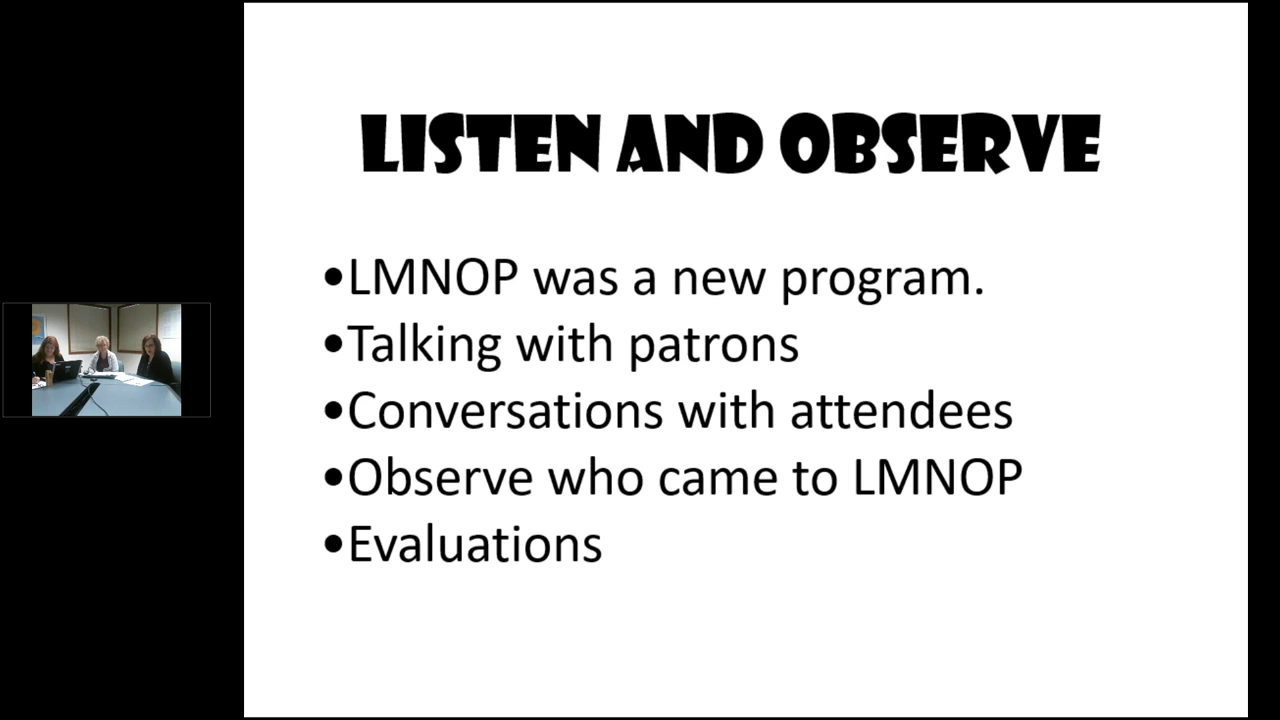 LISTEN AND OBSERVE
•LMNOP was a new program.
•Talking with patrons
•Conversations with attendees
•Observe who came to LMNOP
•Evaluations